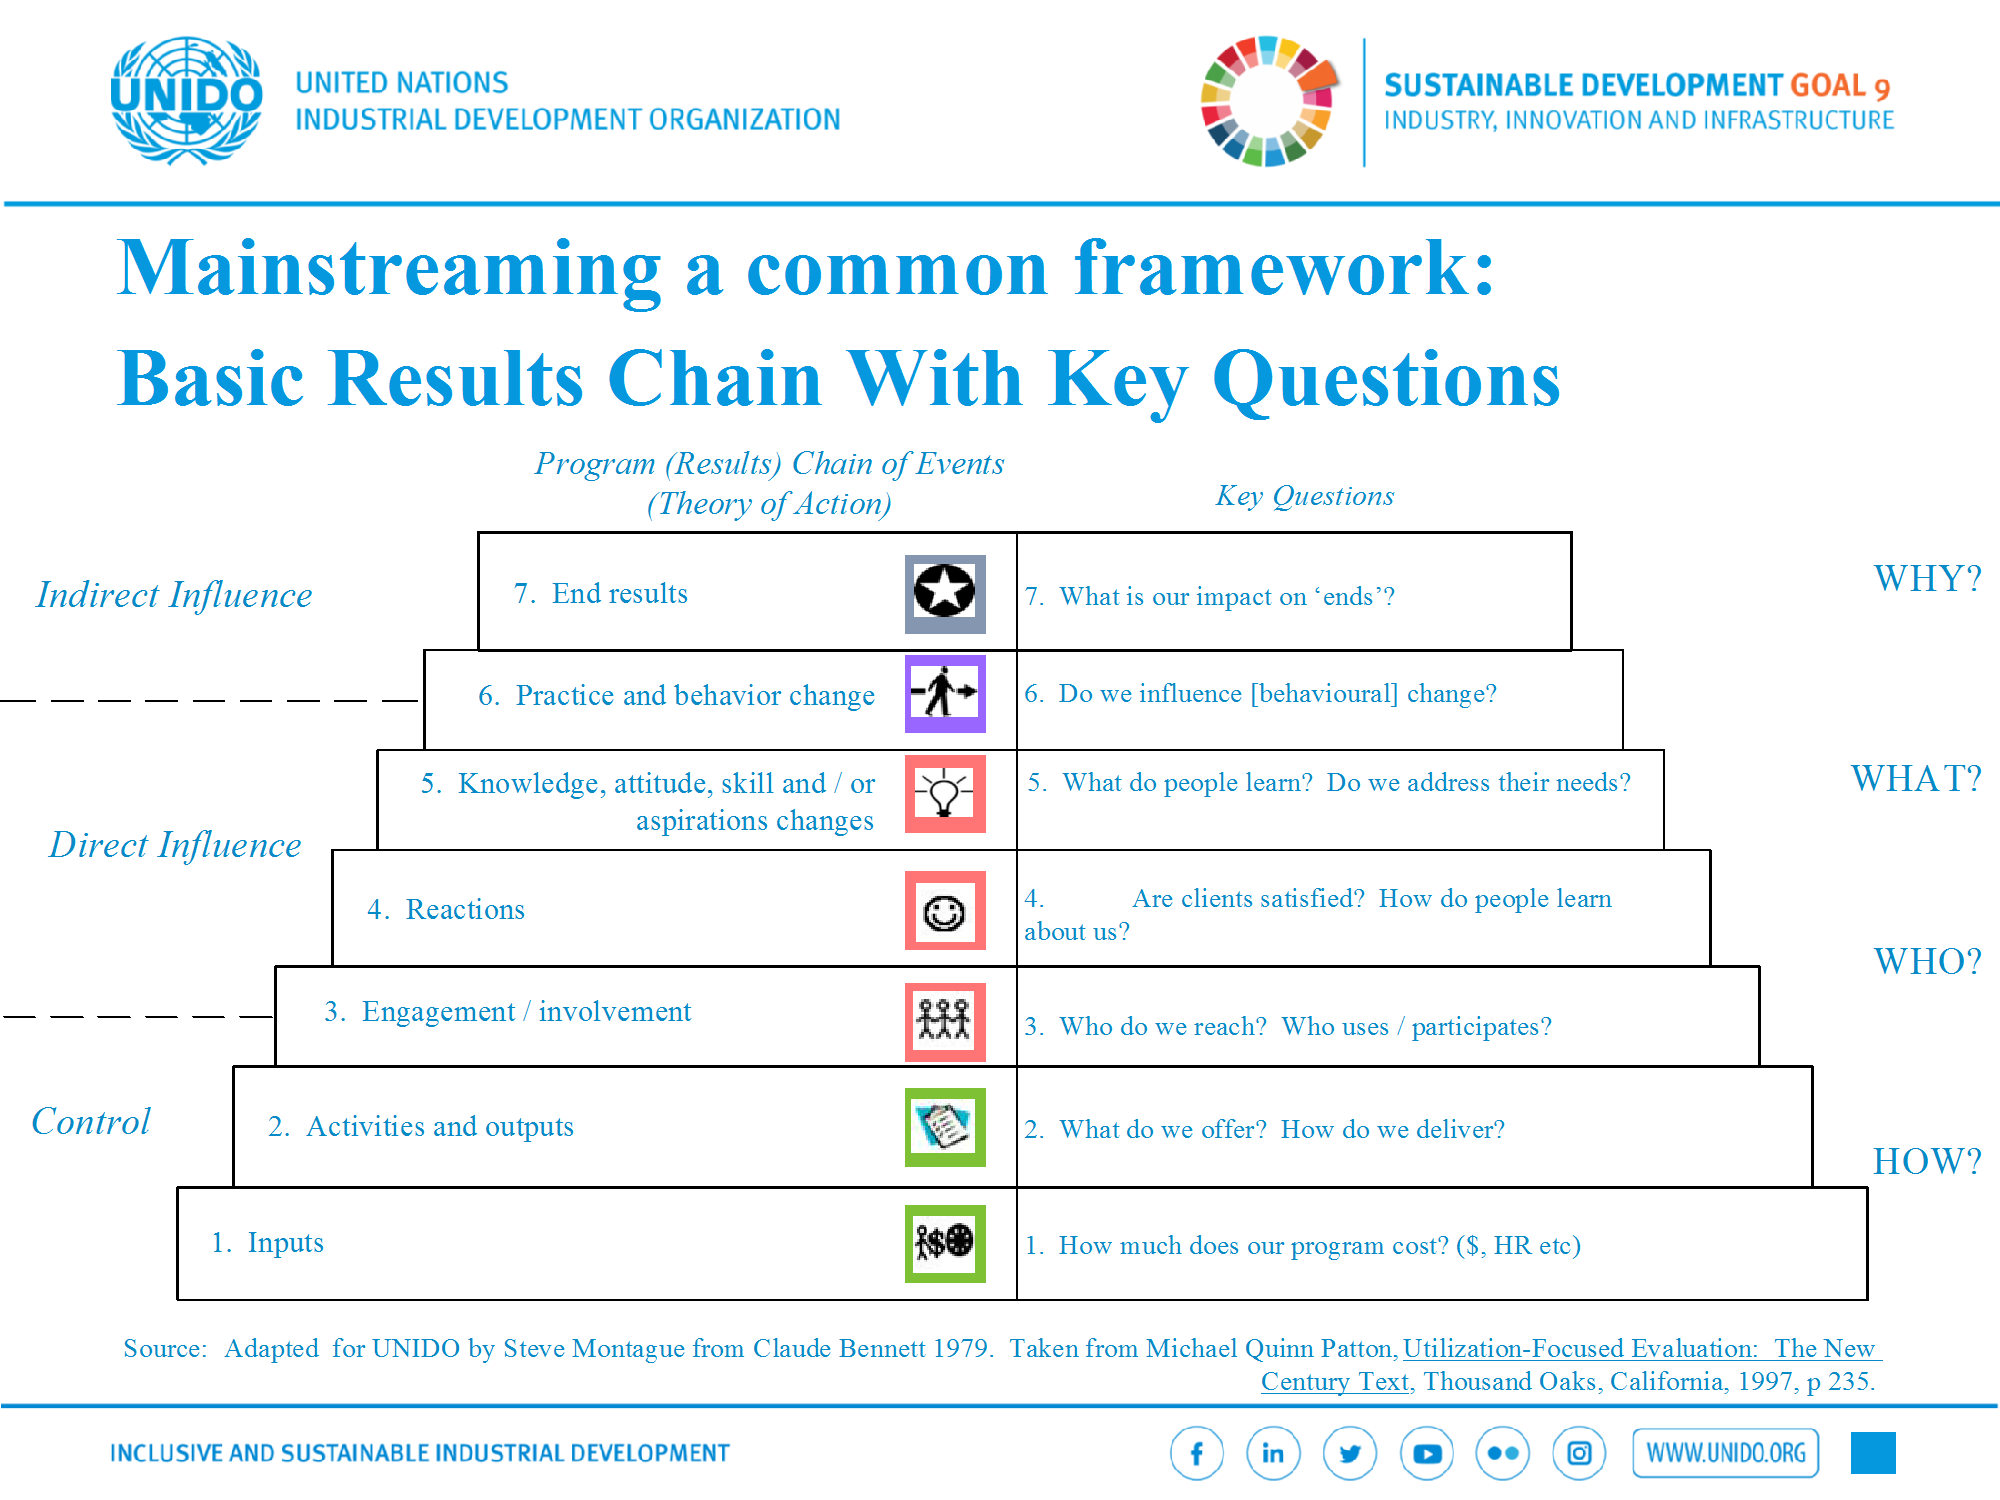 UNIDO
UNITED NATIONS
INDUSTRIAL DEVELOPMENT ORGANIZATION
SUSTAINABLE DEVELOPMENT GOAL 9
INDUSTRY, INNOVATION AND INFRASTRUCTURE
Mainstreaming a common framework:
Basic Results Chain With Key Questions
Program (Results) Chain of Events
(Theory of Action)
Key Questions
Indirect Influence
7. End results
7. What is our impact on ‘ends’?
WHY?
6. Practice and behavior change
6. Do we influence [behavioural] change?
5. Knowledge, attitude, skill and / or
aspirations changes
5. What do people learn? Do we address their needs?
WHAT?
Direct Influence
4. Reactions
4. Are clients satisfied? How do people learn
about us?
WHO?
3. Engagement / involvement
3. Who do we reach? Who uses / participates?
Control
2. Activities and outputs
2. What do we offer? How do we deliver?
HOW?
1. Inputs
$
1. How much does our program cost? ($, HR etc)
Source: Adapted for UNIDO by Steve Montague from Claude Bennett 1979. Taken from Michael Quinn Patton, Utilization-Focused Evaluation: The New
Century Text, Thousand Oaks, California, 1997, p 235.
INCLUSIVE AND SUSTAINABLE INDUSTRIAL DEVELOPMENT
f
in
WWW.UNIDO.ORG